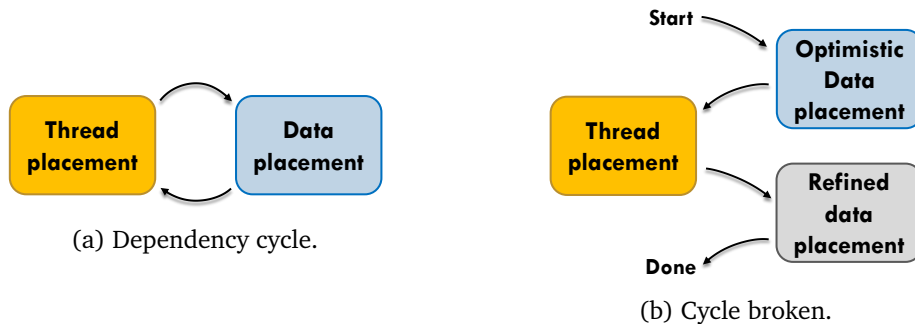 Thread
placement
Data
placement
(a) Dependency cycle.
Start
Optimistic
Data
placement
Thread
placement
Refined
data
placement
Done
(b) Cycle broken.